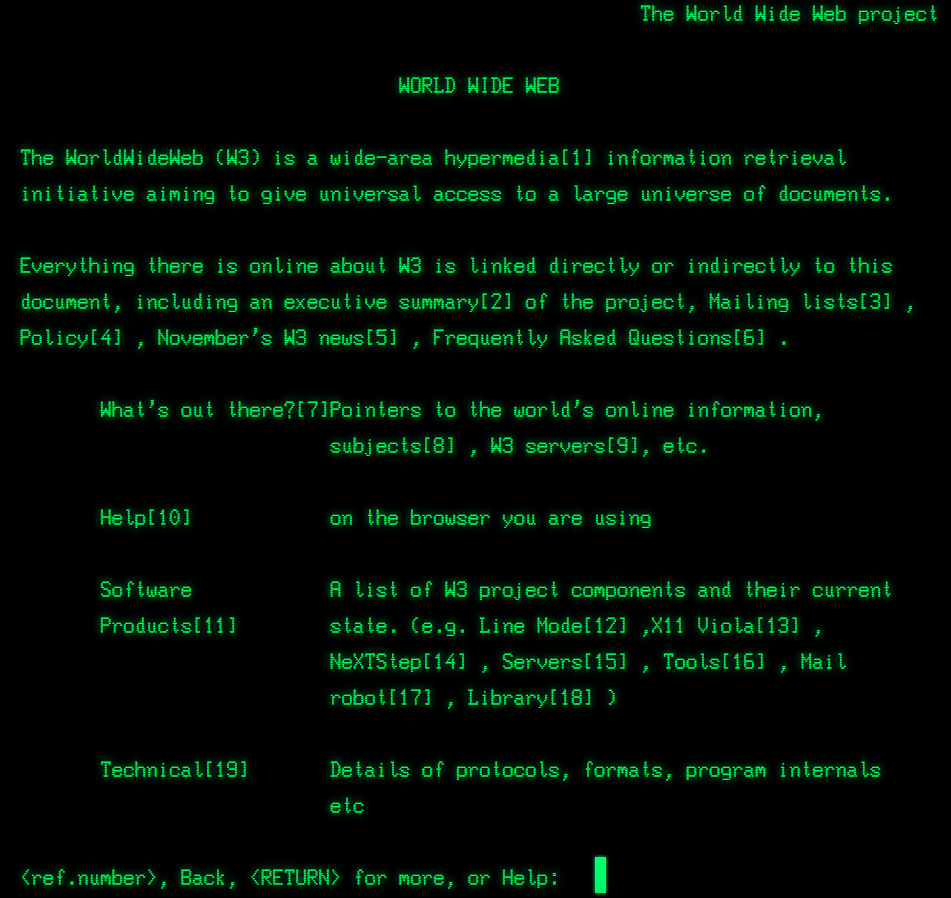 The World Wide Web project
WORLD WIDE WEB
The WorldWideWeb (W3) is a wide-area hypermedia[1] information retrieval
initiative aiming to give universal access to a large universe of documents.
Everything there is online about W3 is linked directly or indirectly to this
document, including an executive summary[2] of the project, Mailing lists[3] ,
Policy[4] , November's W3 news[5] , Frequently Asked Questions[6] .
What's out there?[7]Pointers to the world's online information,
subjects[8] , W3 servers[9], etc.
Help[10] on the browser you are using
Software A list of W3 project components and their current
Products[11] state. (e.g. Line Mode[12] ,X11 Viola[13] ,
NeXTStep[14] , Servers[15] , Tools[16] , Mail
robot[17] , Library[18] )
Technical[19] Details of protocols, formats, program internals
etc
<ref.number>, Back, <RETURN> for more, or Help: